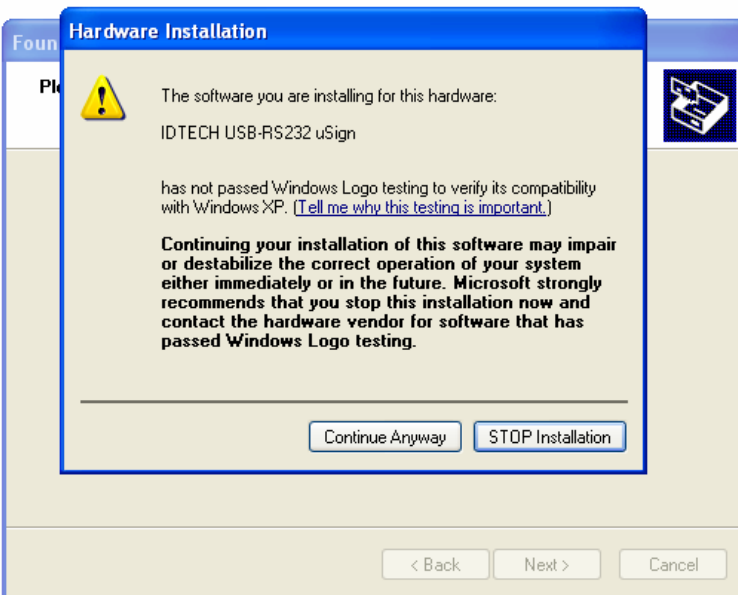 Hardware Installation
Foun
Ple
The software you are installing for this hardware:
IDTECH USB-RS232 uSign
has not passed Windows Logo testing to verify its compatibility
with Windows XP. (Tell me why this testing is important.)
Continuing your installation of this software may impair
or destabilize the correct operation of your system
either immediately or in the future. Microsoft strongly
recommends that you stop this installation now and
contact the hardware vendor for software that has
passed Windows Logo testing.
Continue Anyway STOP Installation
< Back Next > Cancel